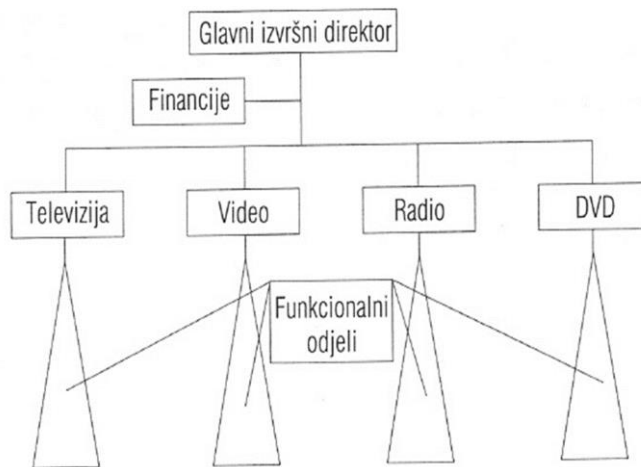 Glavni izvršni direktor
Financije
Televizija
Video
Radio
DVD
Funkcionalni
odjeli